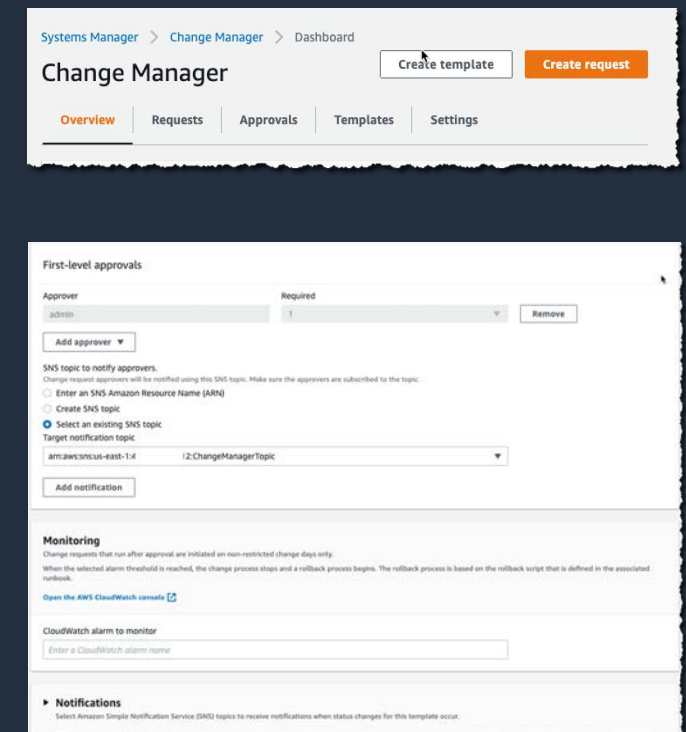 Systems Manager > Change Manager > Dashboard
Change Manager
Create template
Create request
Overview
Requests
Approvals
Templates
Settings
First-level approvals
Approver
Required
admin
1
Remove
Add approver ▼
SNS topic to notify approvers.
Change request approvers will be notified using this SNS topic. Make sure the approvers are subscribed to the topic.
Enter an SNS Amazon Resource Name (ARN)
Create SNS topic
Select an existing SNS topic
Target notification topic
arn:aws:sns:us-east-1:4 2:ChangeManagerTopic
Add notification
Monitoring
Change requests that run after approval are initiated on non-restricted change days only.
When the selected alarm threshold is reached, the change process stops and a rollback process begins. The rollback process is based on the rollback script that is defined in the associated
runbook.
Open the AWS CloudWatch console
CloudWatch alarm to monitor
Enter a CloudWatch alarm name
▶ Notifications
Select Amazon Simple Notification Service (SNS) topics to receive notifications when status changes for this template occur.